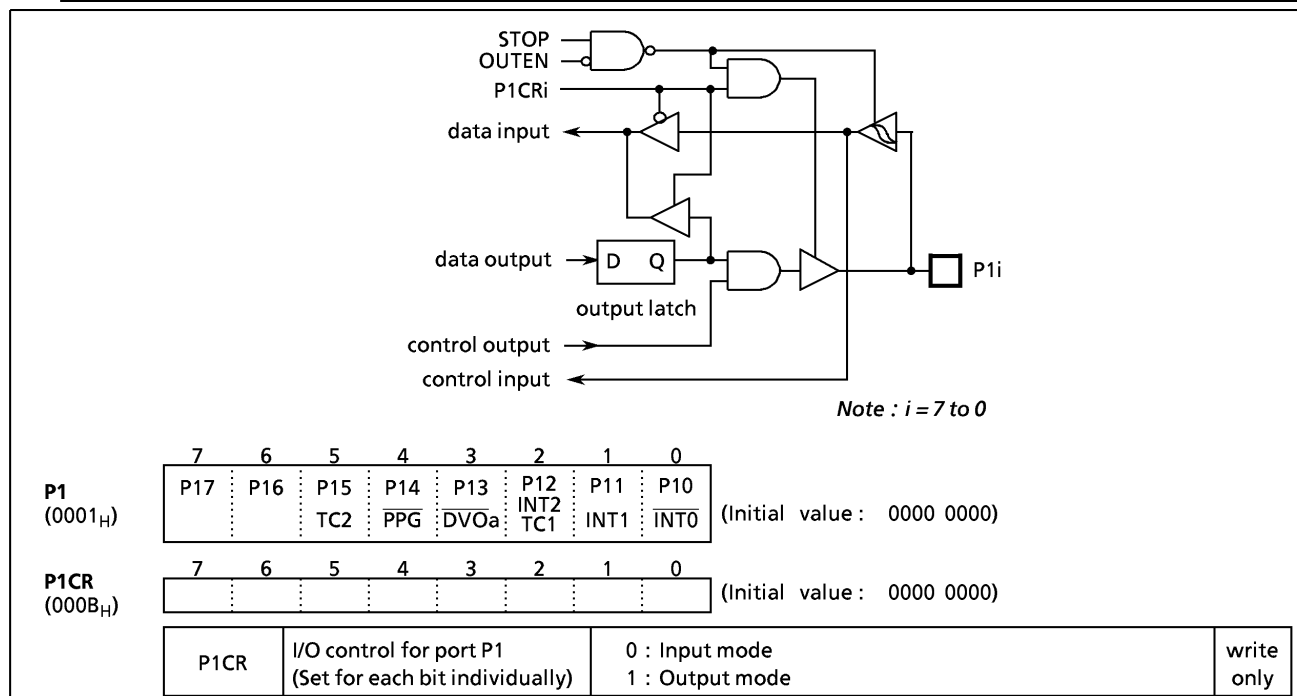 STOP
OUTEN
P1CRi
data input
data output
D Q
output latch
P1i
control output
control input
Note : i = 7 to 0
7 6 5 4 3 2 1 0
P1
(0001H)
P17 P16 P15 P14 P13 P12 P11 P10
TC2 PPG DVOa INT2 TC1 INT1 INT0
(Initial value : 0000 0000)
7 6 5 4 3 2 1 0
P1CR
(000BH)
(Initial value : 0000 0000)
P1CR
I/O control for port P1
(Set for each bit individually)
0 : Input mode
1 : Output mode
write
only